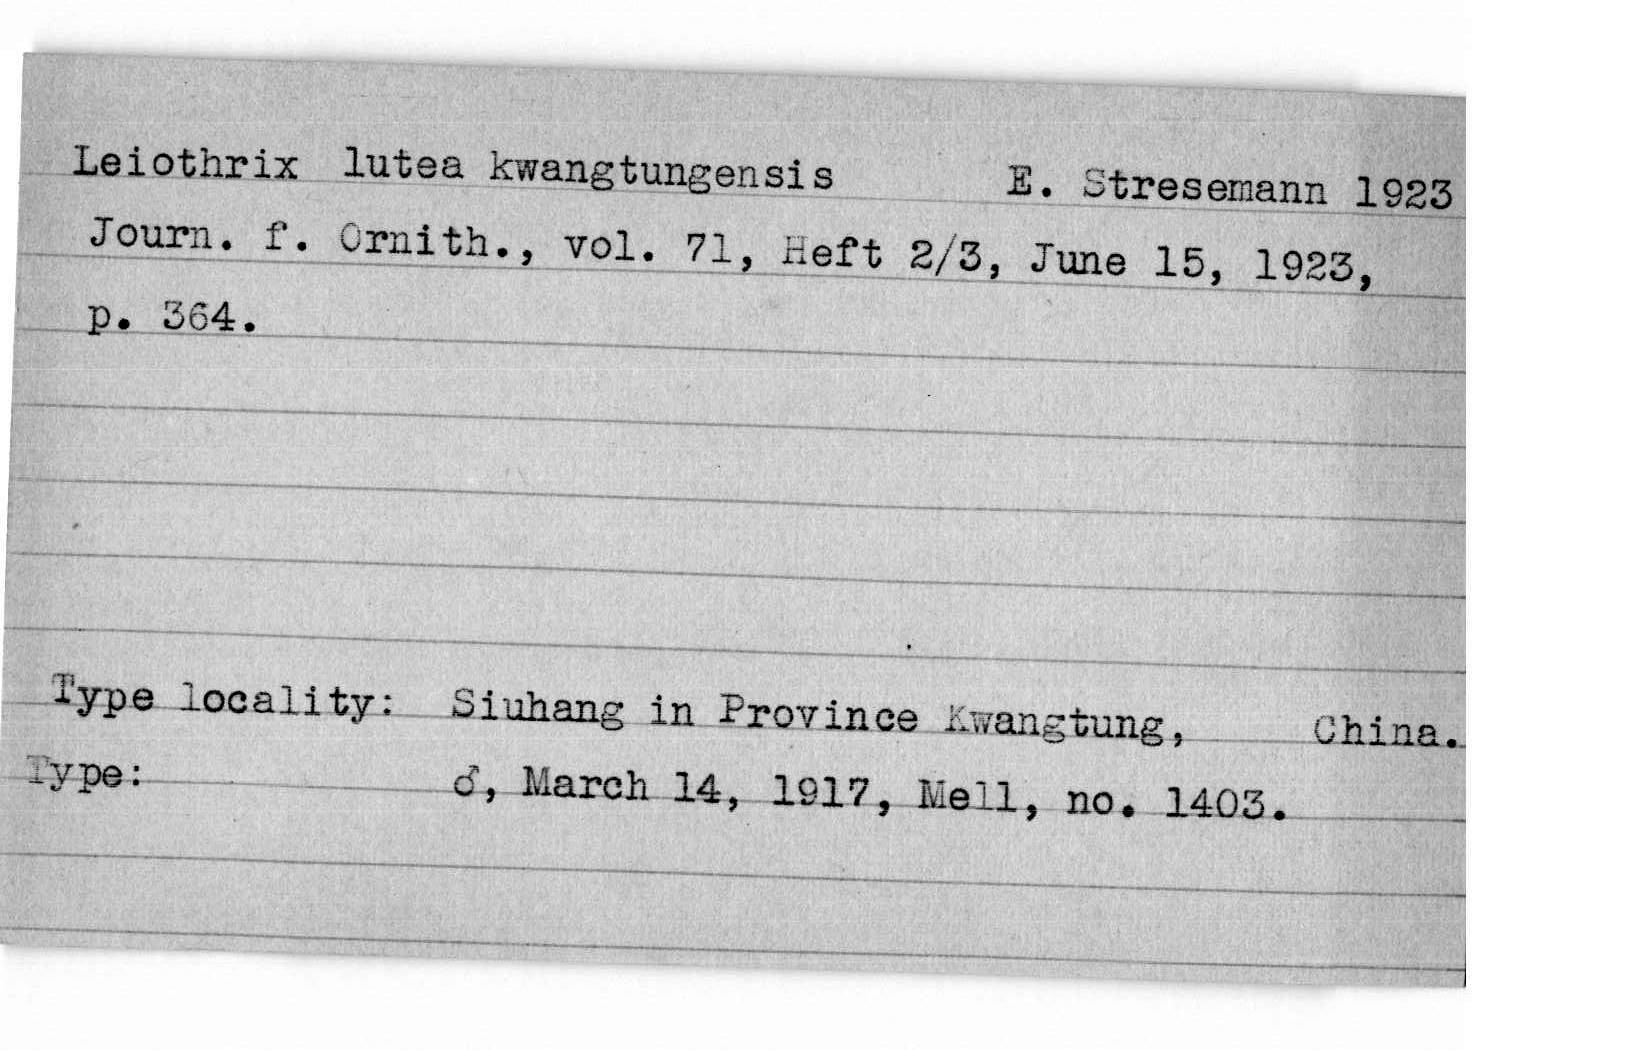 Leiothrix lutea kwangtungensis E. Stresemann 1923
Journ. f. Ornith., vol. 71, Heft 2/3, June 15, 1923,
p. 364.
Type locality: Siuhang in Province Kwangtung, China.
Type: ♂, March 14, 1917, Mell, no. 1403.